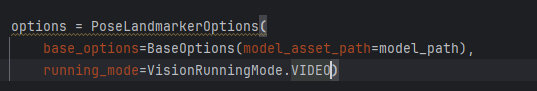 options = PoseLandmarkerOptions(
base_options=BaseOptions(model_asset_path=model_path),
running_mode=VisionRunningMode.VIDEO)